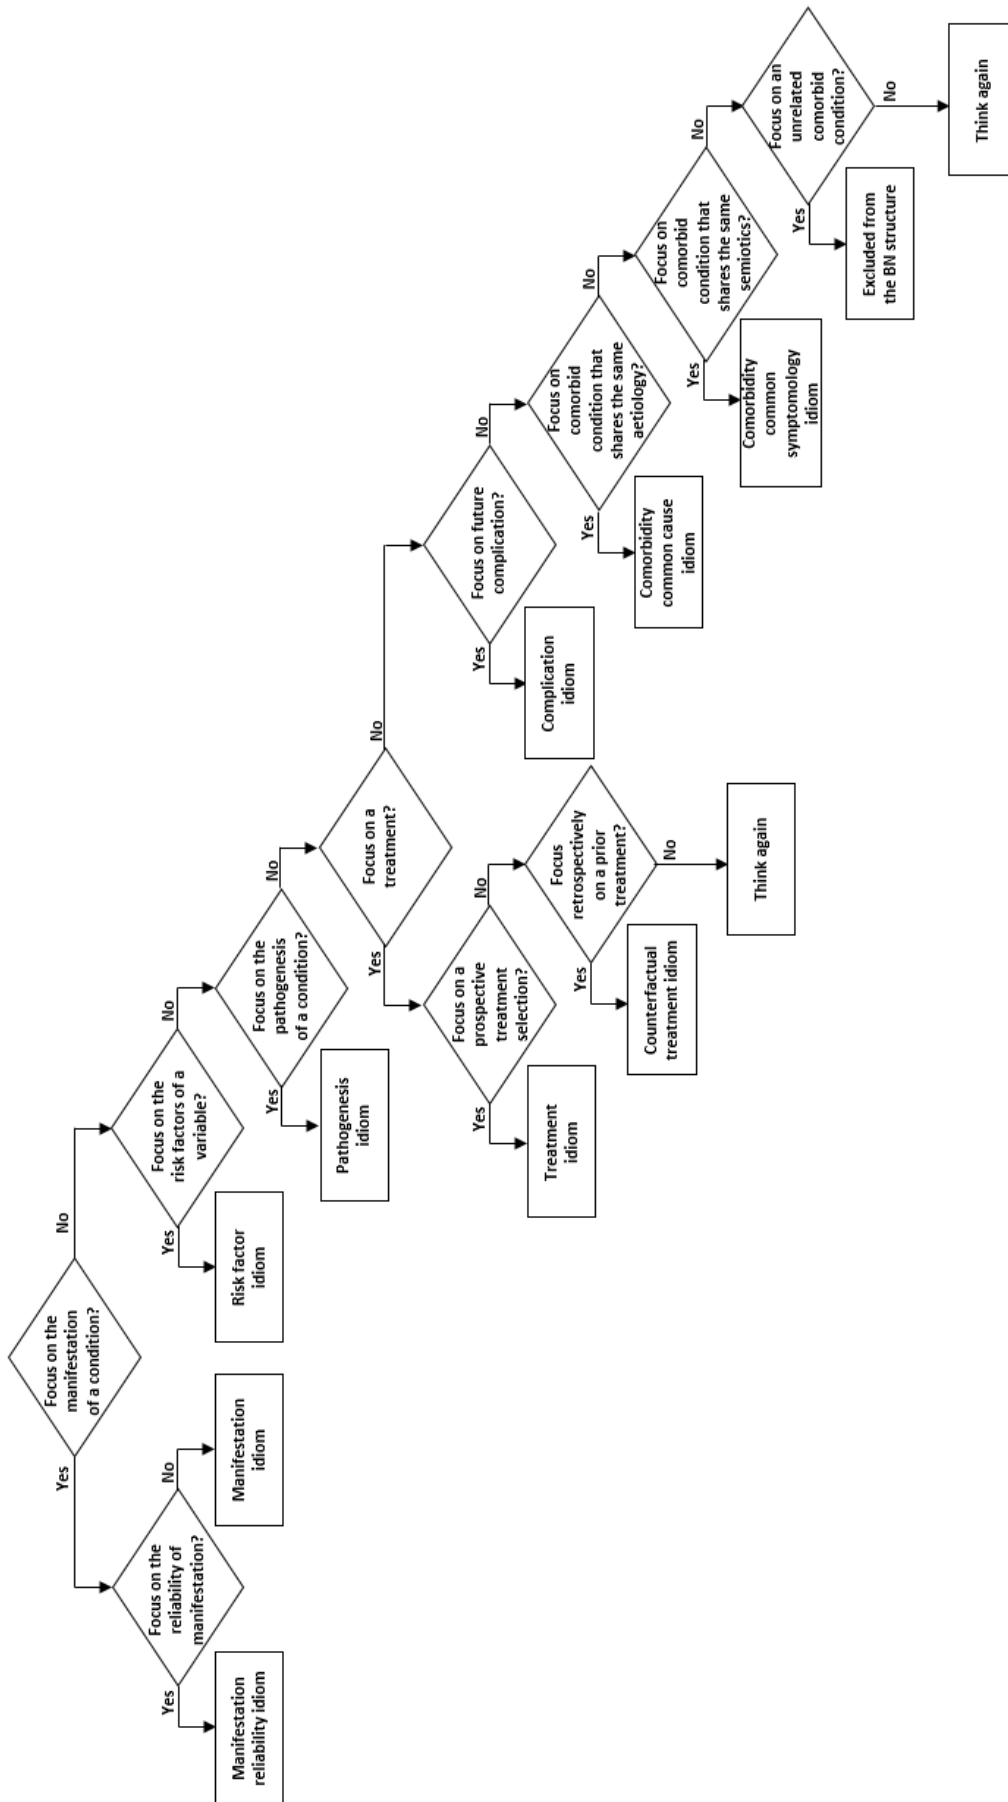 Focus on the
manifestation
of a condition?
Yes
No
Focus on the
reliability of
manifestation?
Yes
No
Manifestation
reliability idiom
Manifestation
idiom
Focus on the
risk factors of a
variable?
Yes
No
Risk factor
idiom
Focus on the
pathogenesis
of a condition?
Yes
No
Pathogenesis
idiom
Focus on a
treatment?
Yes
No
Focus on a
prospective
treatment
selection?
Yes
No
Treatment
idiom
Focus
retrospectively
on a prior
treatment?
Yes
No
Counterfactual
treatment idiom
Think again
Focus on future
complication?
Yes
No
Complication
idiom
Focus on
comorbid
condition that
shares the same
aetiology?
Yes
No
Comorbidity
common cause
idiom
Focus on
comorbid
condition that
shares the same
semiotics?
Yes
No
Comorbidity
common
symptomology
idiom
Focus on an
unrelated
comorbid
condition?
Yes
No
Excluded from
the BN structure
Think again